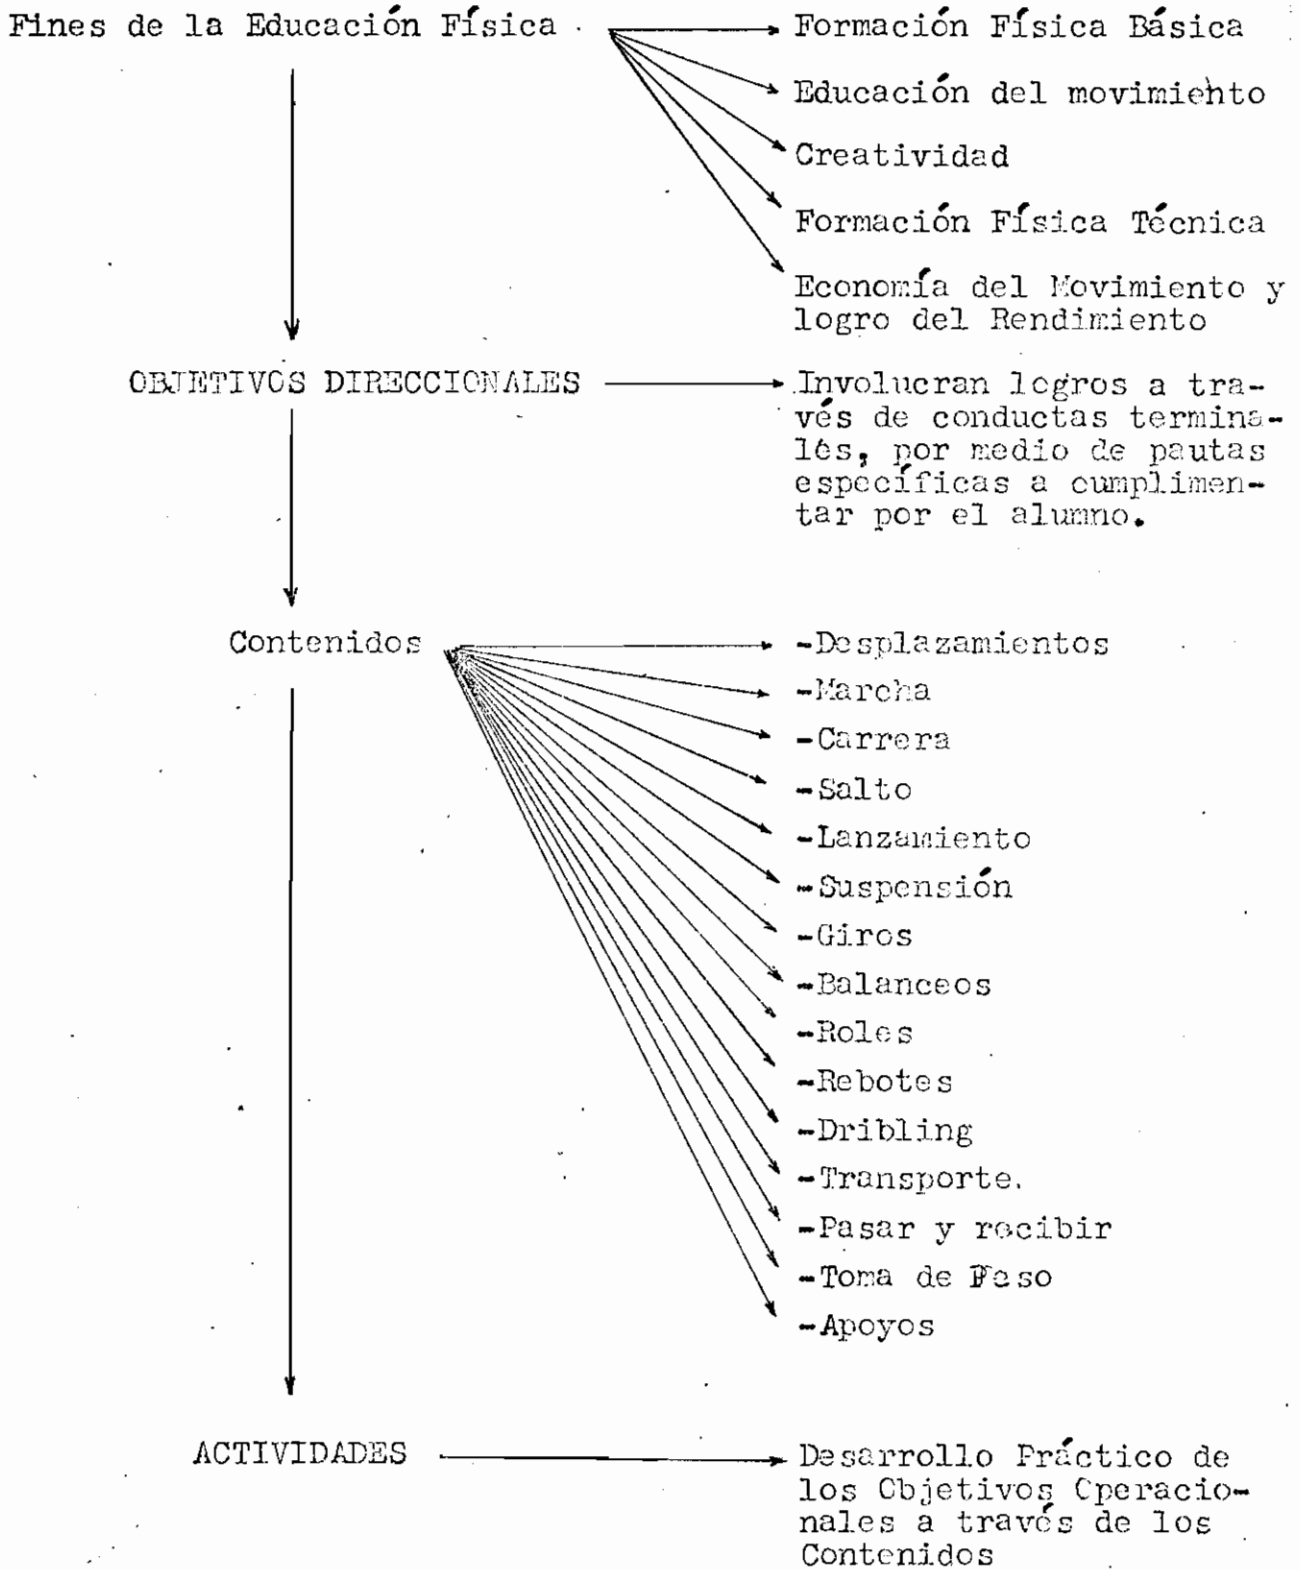 Fines de la Educación Física
Formación Física Básica
Educación del movimiento
Creatividad
Formación Física Técnica
Economía del Movimiento y
logro del Rendimiento
OBJETIVOS DIRECCIONALES
Involucran logros a tra-
vés de conductas termina-
lés, por medio de pautas
específicas a cumplimen-
tar por el alumno.
Contenidos
-Desplazamientos
-Marcha
-Carrera
-Salto
-Lanzamiento
-Suspensión
-Giros
-Balanceos
-Roles
-Rebotes
-Dribling
-Transporte.
-Pasar y recibir
-Toma de Peso
-Apoyos
ACTIVIDADES
Desarrollo Práctico de
los Objetivos Operacio-
nales a través de los
Contenidos